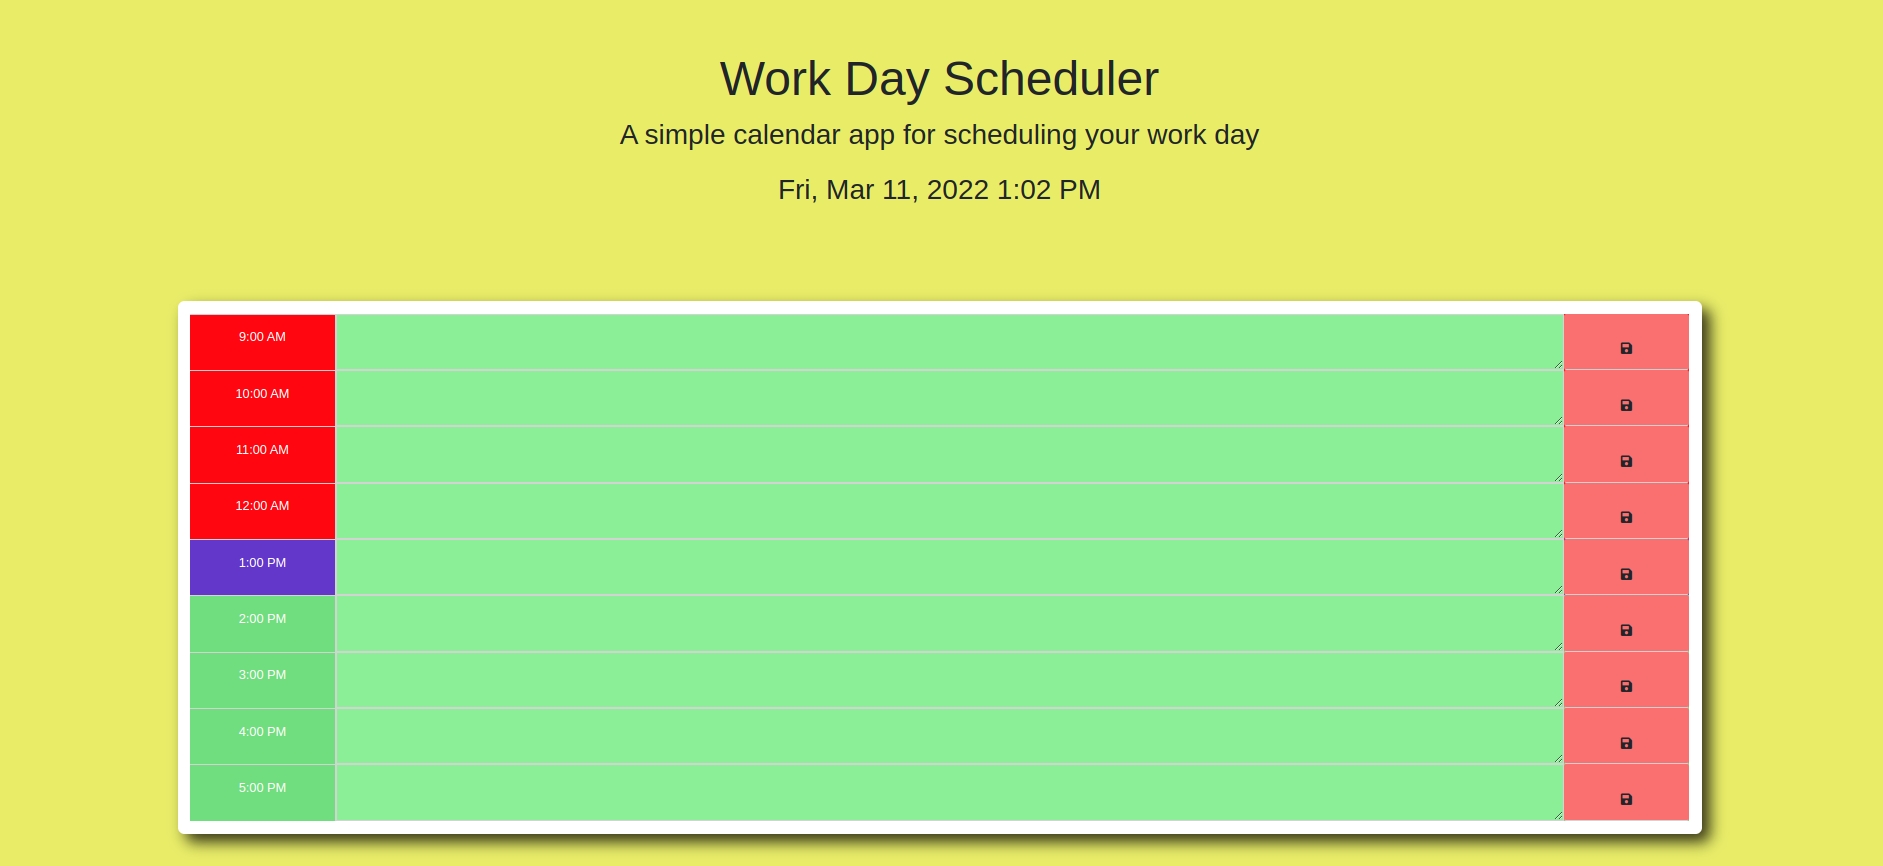 Work Day Scheduler
A simple calendar app for scheduling your work day
Fri, Mar 11, 2022 1:02 PM
9:00 AM
10:00 AM
11:00 AM
12:00 AM
1:00 PM
2:00 PM
3:00 PM
4:00 PM
5:00 PM